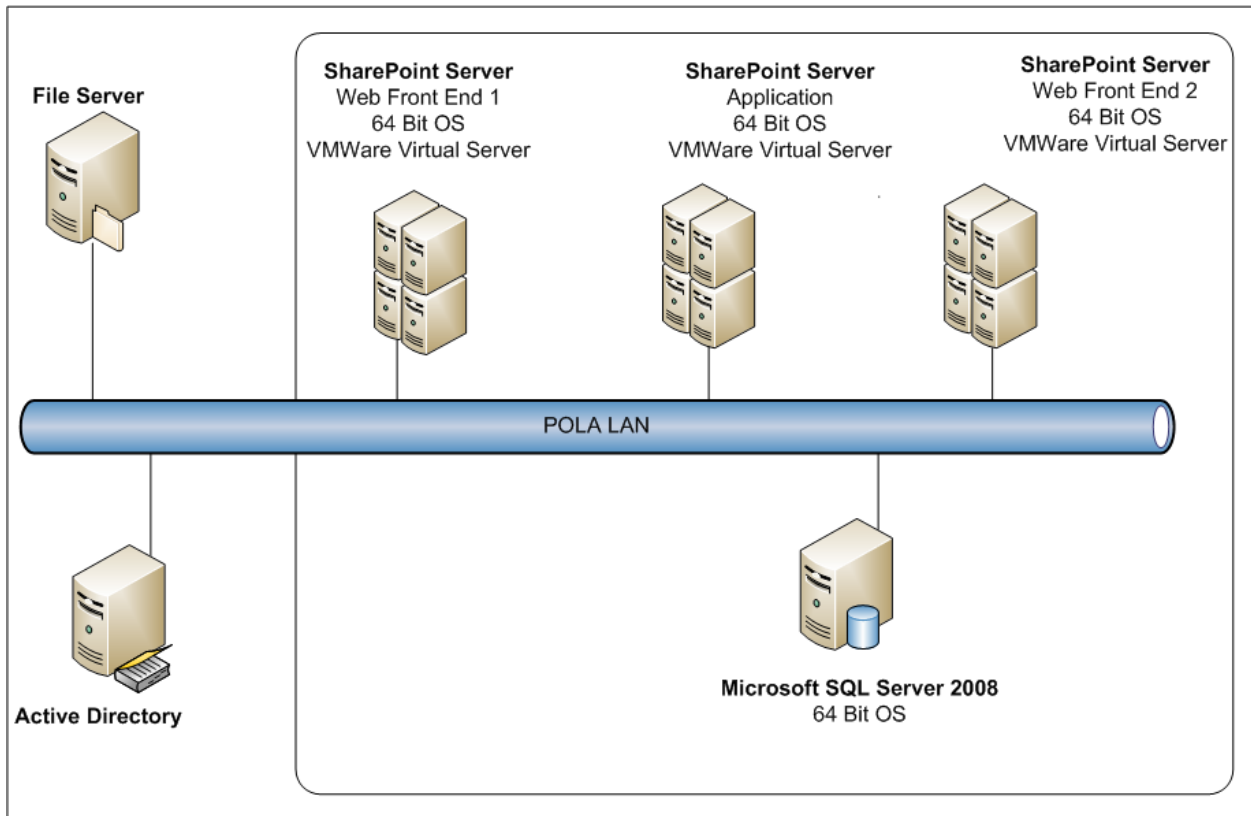 File Server
SharePoint Server
Web Front End 1
64 Bit OS
VMWare Virtual Server
SharePoint Server
Application
64 Bit OS
VMWare Virtual Server
SharePoint Server
Web Front End 2
64 Bit OS
VMWare Virtual Server
POLA LAN
Active Directory
Microsoft SQL Server 2008
64 Bit OS